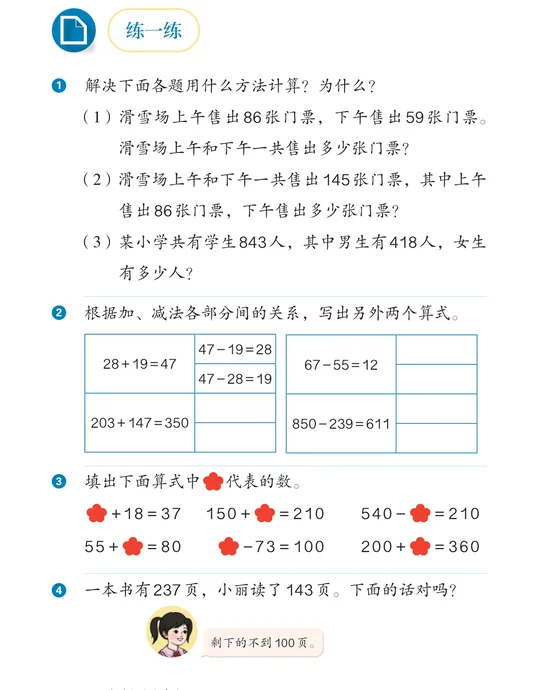 练一练
1 解决下面各题用什么方法计算？为什么？
（1）滑雪场上午售出86张门票，下午售出59张门票。
滑雪场上午和下午一共售出多少张门票？
（2）滑雪场上午和下午一共售出145张门票，其中上午
售出86张门票，下午售出多少张门票？
（3）某小学共有学生843人，其中男生有418人，女生
有多少人？
2 根据加、减法各部分间的关系，写出另外两个算式。
28+19=47
47-19=28
47-28=19
67-55=12
203+147=350
850-239=611
3 填出下面算式中 代表的数。
+18=37 150+ =210 540- =210
55+ =80 -73=100 200+ =360
4 一本书有237页，小丽读了143页。下面的话对吗？
剩下的不到100页。